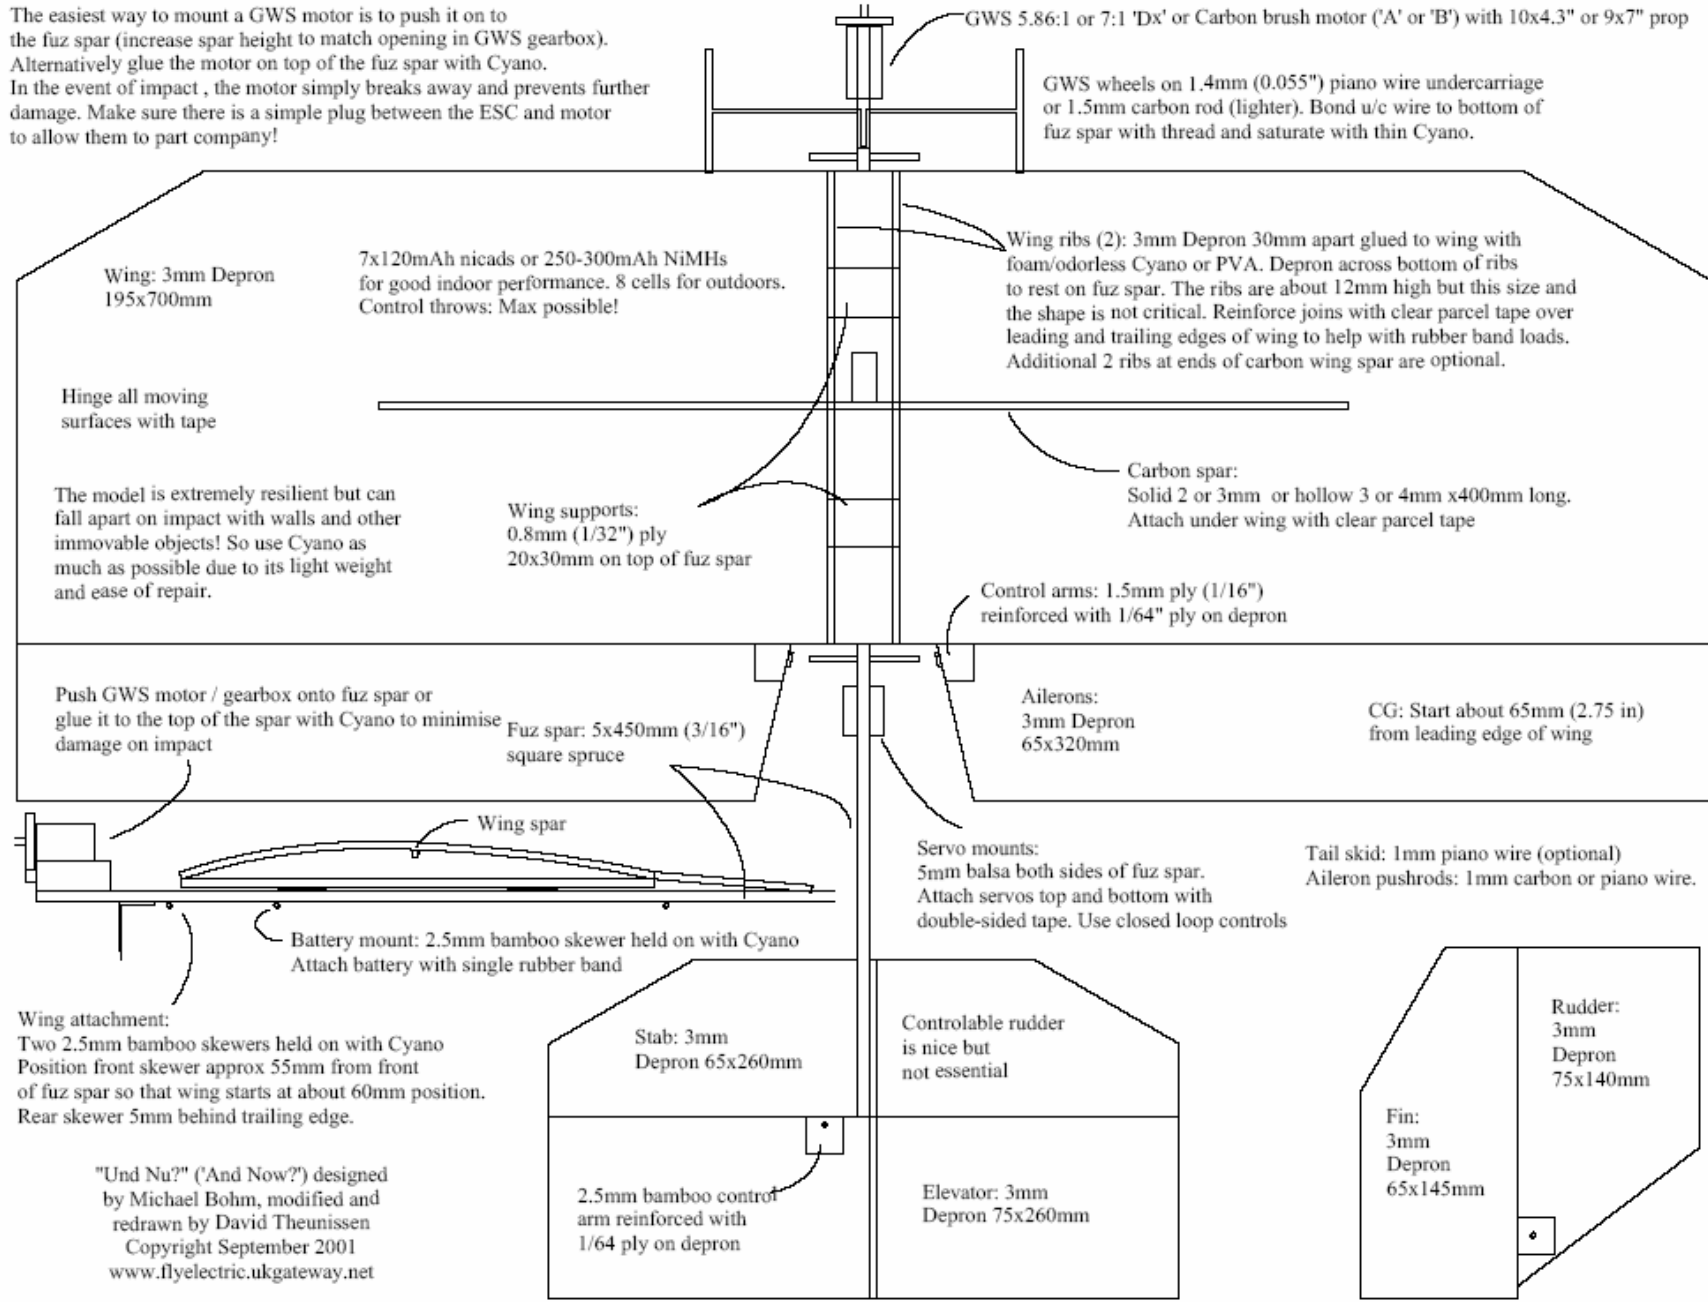 The easiest way to mount a GWS motor is to push it on to
the fuz spar (increase spar height to match opening in GWS gearbox).
Alternatively glue the motor on top of the fuz spar with Cyano.
In the event of impact , the motor simply breaks away and prevents further
damage. Make sure there is a simple plug between the ESC and motor
to allow them to part company!
GWS 5.86:1 or 7:1 'Dx' or Carbon brush motor ('A' or 'B') with 10x4.3" or 9x7" prop
GWS wheels on 1.4mm (0.055") piano wire undercarriage
or 1.5mm carbon rod (lighter). Bond u/c wire to bottom of
fuz spar with thread and saturate with thin Cyano.
Wing: 3mm Depron
195x700mm
7x120mAh nicads or 250-300mAh NiMHs
for good indoor performance. 8 cells for outdoors.
Control throws: Max possible!
Wing ribs (2): 3mm Depron 30mm apart glued to wing with
foam/odorless Cyano or PVA. Depron across bottom of ribs
to rest on fuz spar. The ribs are about 12mm high but this size and
the shape is not critical. Reinforce joins with clear parcel tape over
leading and trailing edges of wing to help with rubber band loads.
Additional 2 ribs at ends of carbon wing spar are optional.
Hinge all moving
surfaces with tape
Carbon spar:
Solid 2 or 3mm or hollow 3 or 4mm x400mm long.
Attach under wing with clear parcel tape
The model is extremely resilient but can
fall apart on impact with walls and other
immovable objects! So use Cyano as
much as possible due to its light weight
and ease of repair.
Wing supports:
0.8mm (1/32") ply
20x30mm on top of fuz spar
Control arms: 1.5mm ply (1/16")
reinforced with 1/64" ply on depron
Push GWS motor / gearbox onto fuz spar or
glue it to the top of the spar with Cyano to minimise
damage on impact
Fuz spar: 5x450mm (3/16")
square spruce
Ailerons:
3mm Depron
65x320mm
CG: Start about 65mm (2.75 in)
from leading edge of wing
Wing spar
Servo mounts:
5mm balsa both sides of fuz spar.
Attach servos top and bottom with
double-sided tape. Use closed loop controls
Tail skid: 1mm piano wire (optional)
Aileron pushrods: 1mm carbon or piano wire.
Battery mount: 2.5mm bamboo skewer held on with Cyano
Attach battery with single rubber band
Wing attachment:
Two 2.5mm bamboo skewers held on with Cyano
Position front skewer approx 55mm from front
of fuz spar so that wing starts at about 60mm position.
Rear skewer 5mm behind trailing edge.
Stab: 3mm
Depron 65x260mm
Controlable rudder
is nice but
not essential
Rudder:
3mm
Depron
75x140mm
Fin:
3mm
Depron
65x145mm
"Und Nu?" ('And Now?') designed
by Michael Bohm, modified and
redrawn by David Theunissen
Copyright September 2001
www.flyelectric.ukgateway.net
2.5mm bamboo control
arm reinforced with
1/64 ply on depron
Elevator: 3mm
Depron 75x260mm